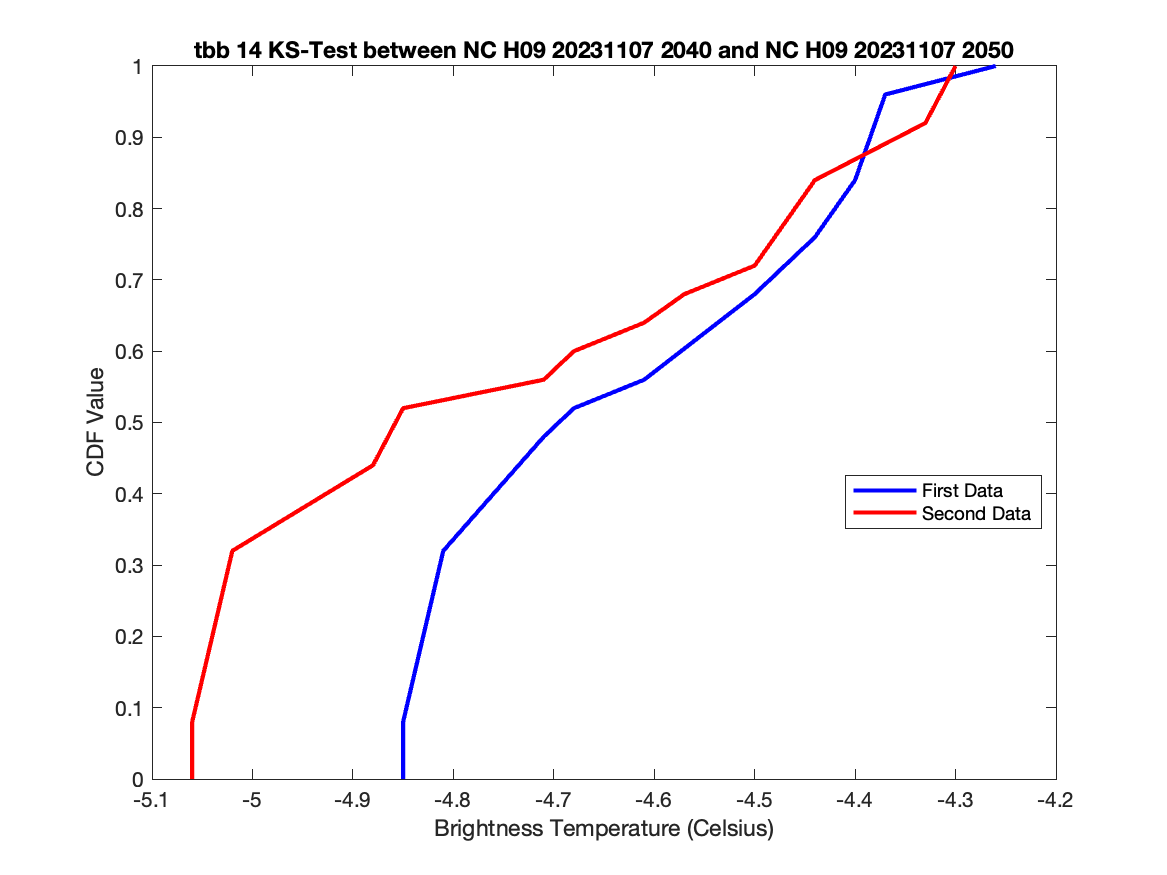 tbb 14 KS-Test between NC H09 20231107 2040 and NC H09 20231107 2050
1
0.9
0.8
0.7
0.6
0.5
0.4
0.3
0.2
0.1
0
CDF Value
First Data
Second Data
-5.1 -5 -4.9 -4.8 -4.7 -4.6 -4.5 -4.4 -4.3 -4.2
Brightness Temperature (Celsius)